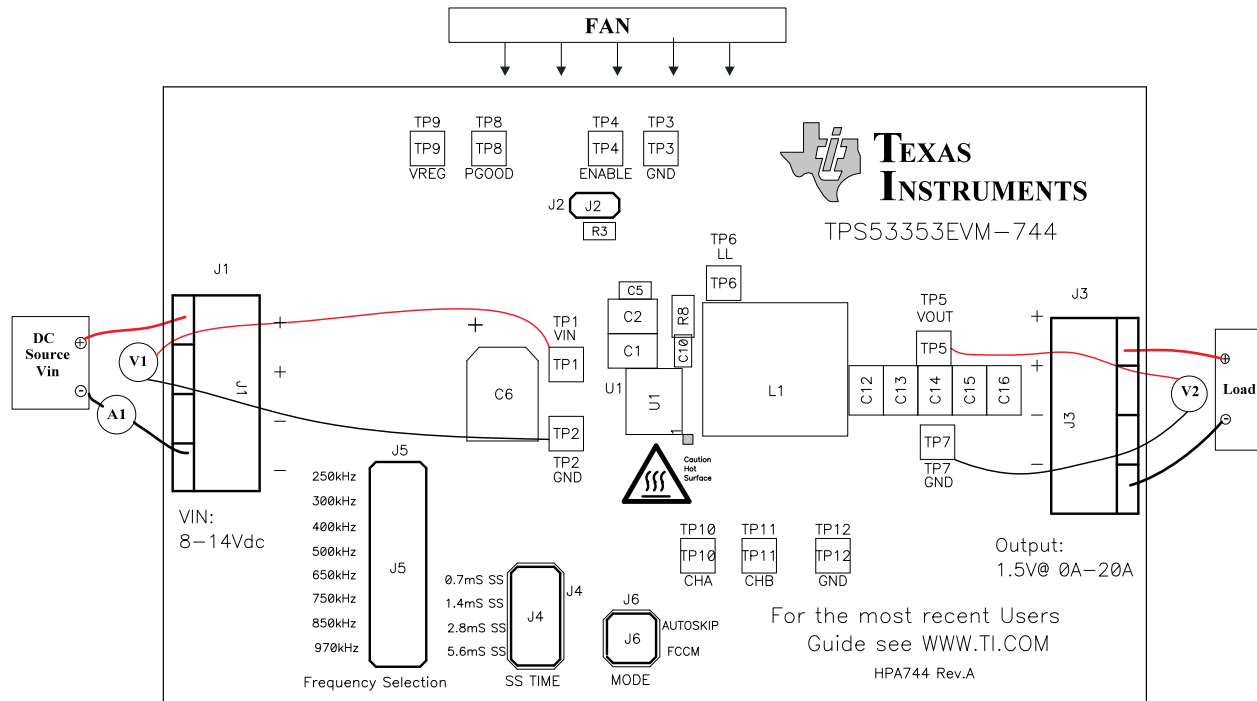 FAN
TP9
TP8
TP4
TP3
TP9
TP8
TP4
TP3
VREG
PGOOD
ENABLE
GND
TEXAS
INSTRUMENTS
TPS53353EVM-744
J2
J2
R3
TP6
LL
TP6
J1
J3
C5
C2
R8
C1
C10
TP5
VOUT
TP5
DC
Source
Vin
+
-
V1
A1
J1
+
+
-
-
+
TP1
VIN
TP1
C6
TP2
TP2
GND
U1
U1
1
L1
C12
C13
C14
C15
C16
TP7
TP7
GND
+
+
-
-
J3
V2
Load
+
-
Caution
Hot
Surface
VIN:
8-14Vdc
J5
250kHz
300kHz
400kHz
500kHz
650kHz
750kHz
850kHz
970kHz
J5
Frequency Selection
0.7mS SS
1.4mS SS
2.8mS SS
5.6mS SS
J4
J4
SS TIME
J6
J6
AUTOSKIP
FCCM
MODE
TP10
TP11
TP12
TP10
TP11
TP12
CHA
CHB
GND
Output:
1.5V@ 0A-20A
For the most recent Users
Guide see WWW.TI.COM
HPA744 Rev.A